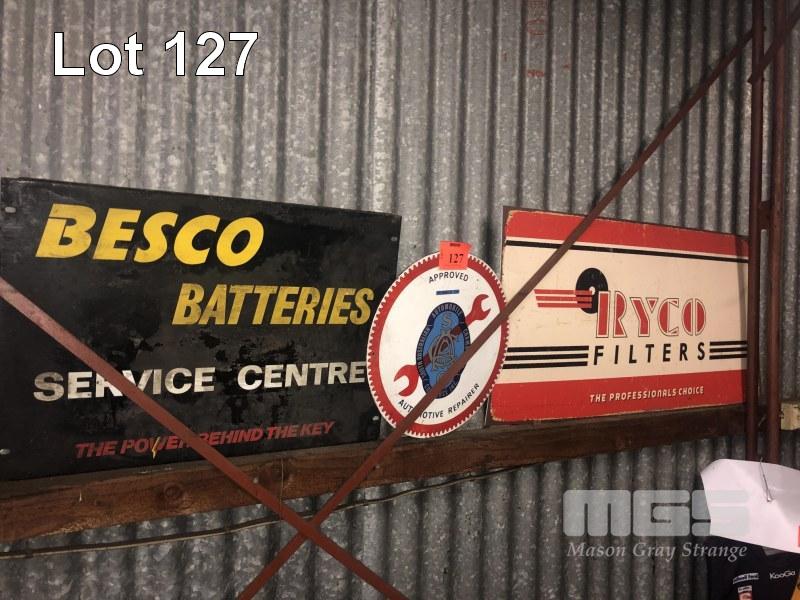 Lot 127
BESCO
BATTERIES
SERVICE CENTRE
THE POWER BEHIND THE KEY
127
APPROVED
AUTOMOTIVE REPAIRER
RYCO
FILTERS
THE PROFESSIONALS CHOICE
MGS
Mason Gray Strange
KooGa